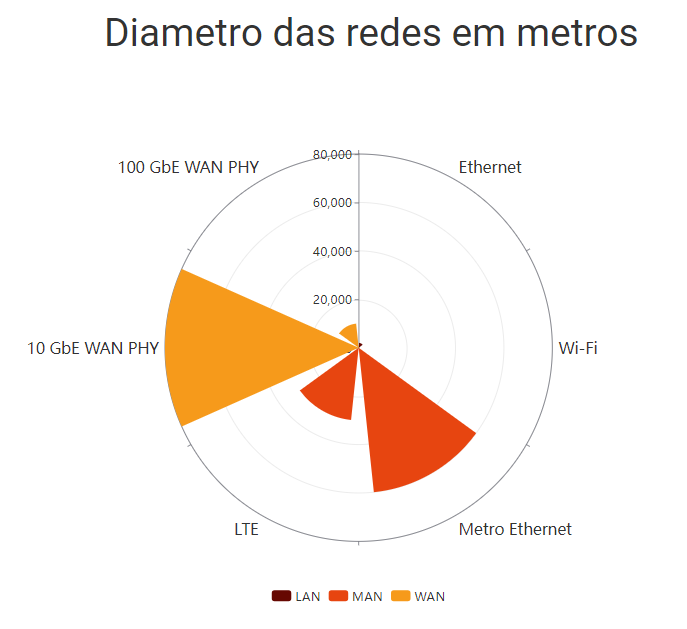 Diametro das redes em metros
80,000
100 GbE WAN PHY
Ethernet
60,000
40,000
20,000
10 GbE WAN PHY
Wi-Fi
LTE
Metro Ethernet
LAN MAN WAN